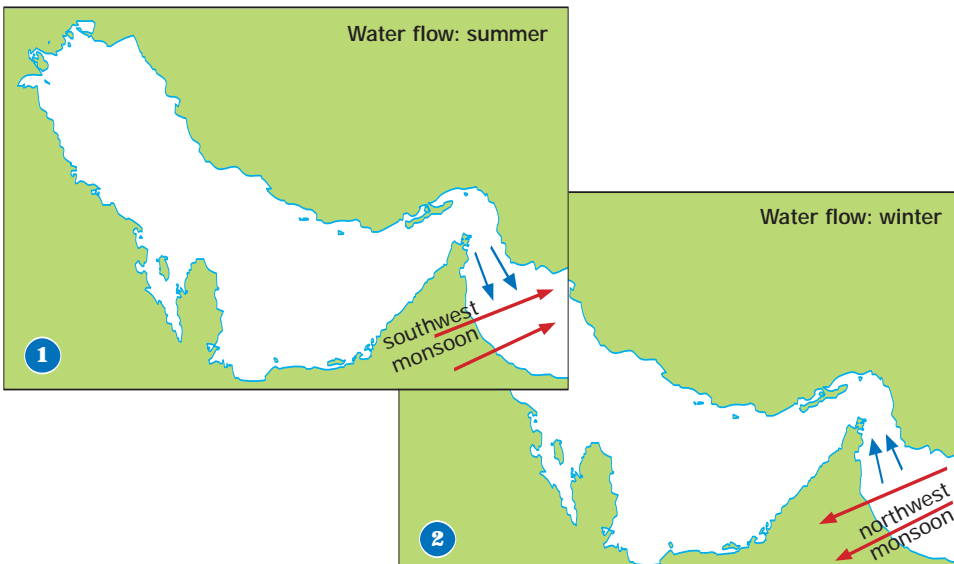 Water flow: summer
southwest
monsoon
1
Water flow: winter
northwest
monsoon
2